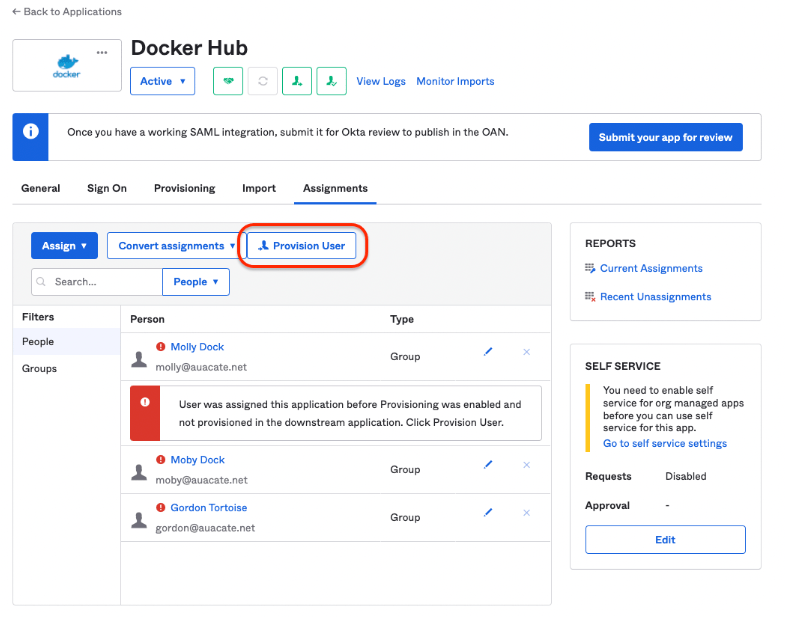 ← Back to Applications
docker
Docker Hub
Active ▼
View Logs
Monitor Imports
Once you have a working SAML integration, submit it for Okta review to publish in the OAN.
Submit your app for review
General
Sign On
Provisioning
Import
Assignments
Assign ▼
Convert assignments ▼
Provision User
Search...
People ▼
Filters
People
Groups
Person
Type
Molly Dock
molly@auacate.net
Group
User was assigned this application before Provisioning was enabled and
not provisioned in the downstream application. Click Provision User.
Moby Dock
moby@auacate.net
Group
Gordon Tortoise
gordon@auacate.net
Group
REPORTS
Current Assignments
Recent Unassignments
SELF SERVICE
You need to enable self
service for org managed apps
before you can use self
service for this app.
Go to self service settings
Requests
Disabled
Approval
-
Edit